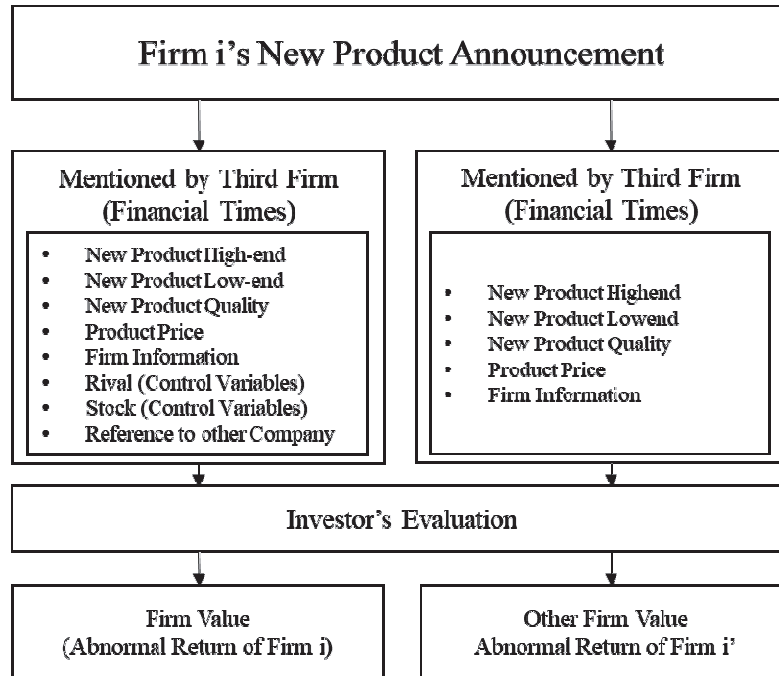 Firm i's New Product Announcement
Mentioned by Third Firm
(Financial Times)
• New Product High-end
• New Product Low-end
• New Product Quality
• Product Price
• Firm Information
• Rival (Control Variables)
• Stock (Control Variables)
• Reference to other Company
Mentioned by Third Firm
(Financial Times)
• New Product Highend
• New Product Lowend
• New Product Quality
• Product Price
• Firm Information
Investor's Evaluation
Firm Value
(Abnormal Return of Firm i)
Other Firm Value
Abnormal Return of Firm i'